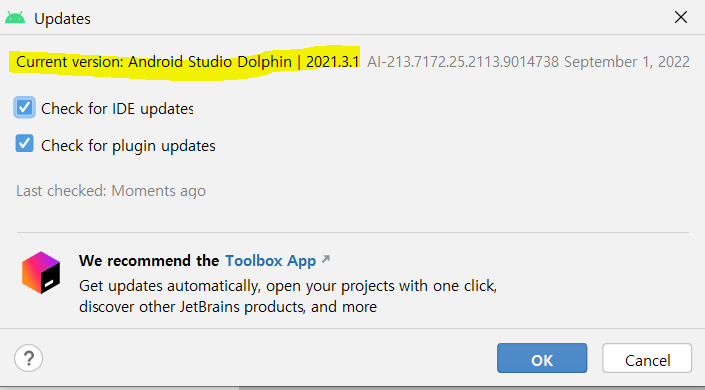 Updates
Current version: Android Studio Dolphin | 2021.3.1 AI-213.7172.25.2113.9014738 September 1, 2022
Check for IDE updates
Check for plugin updates
Last checked: Moments ago
We recommend the Toolbox App ↗
Get updates automatically, open your projects with one click,
discover other JetBrains products, and more
?
OK
Cancel